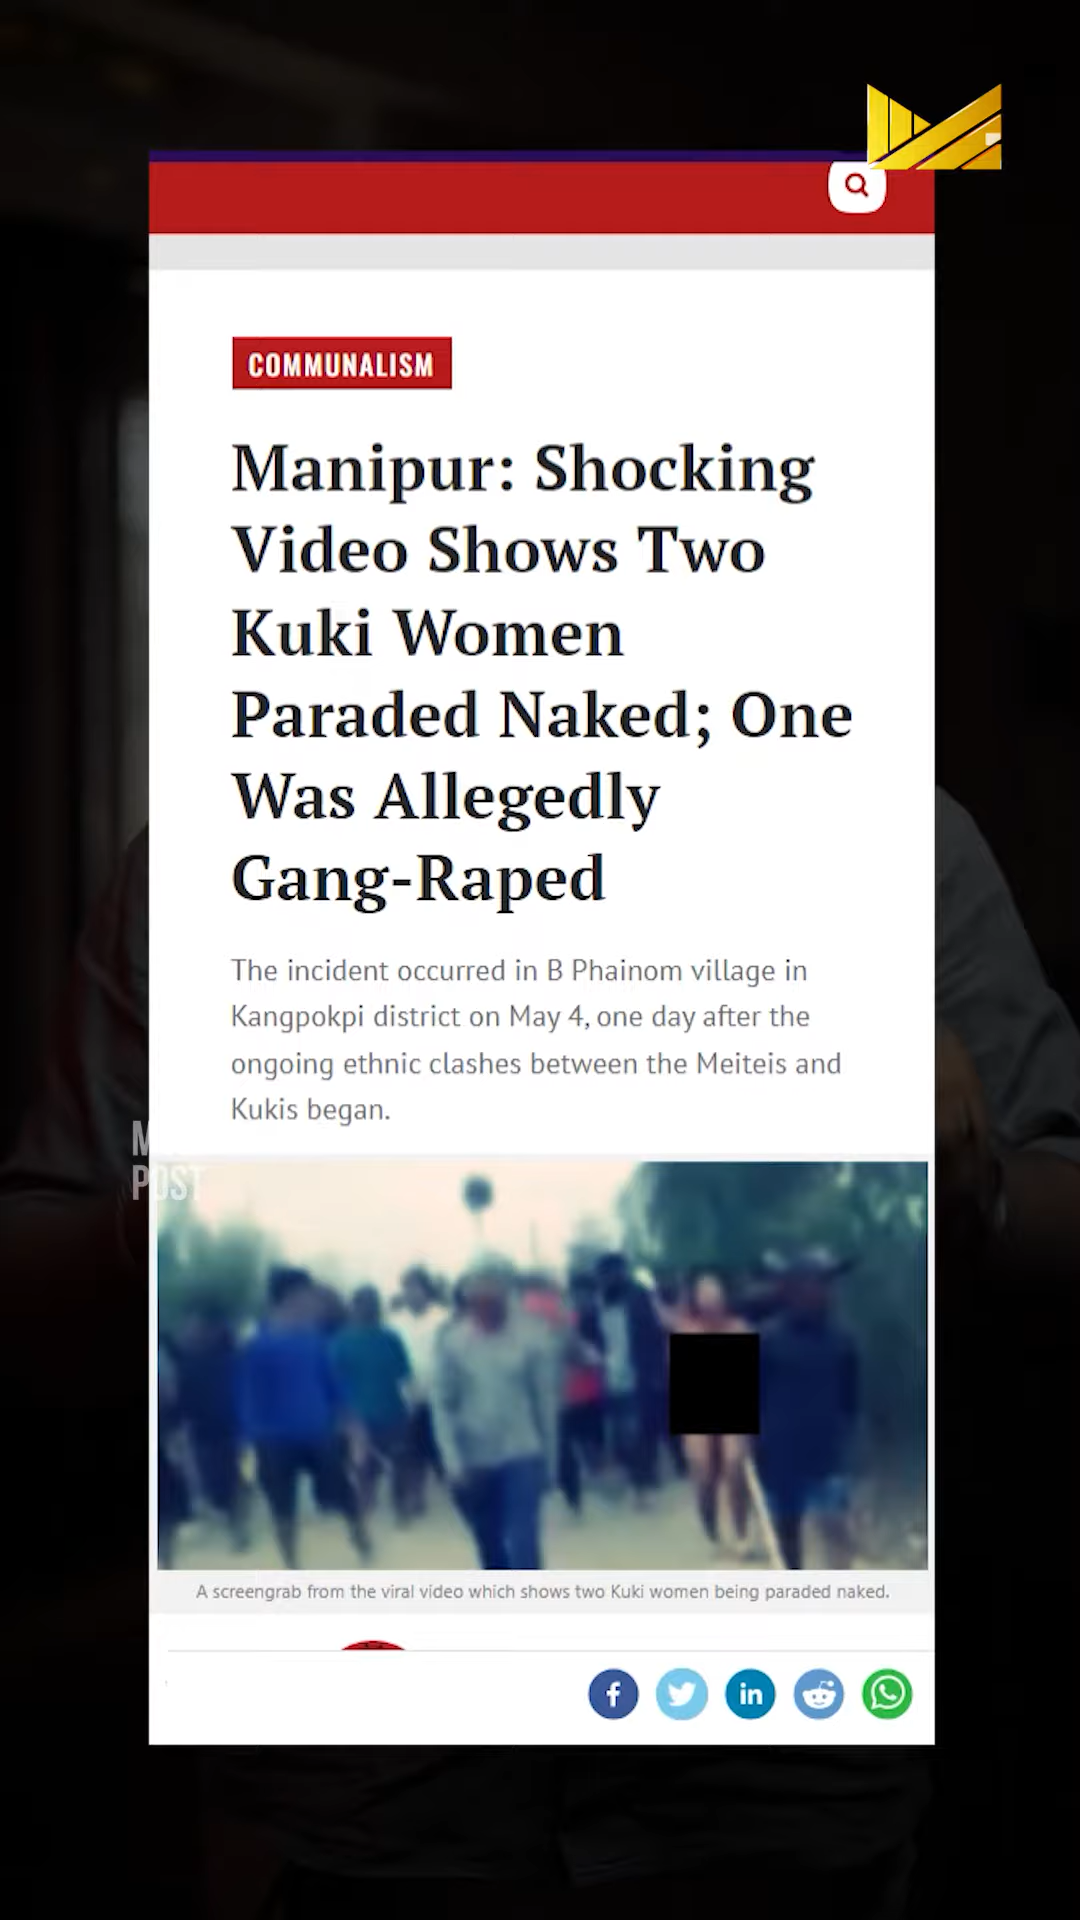 COMMUNALISM
Manipur: Shocking
Video Shows Two
Kuki Women
Paraded Naked; One
Was Allegedly
Gang-Raped
The incident occurred in B Phainom village in
Kangpokpi district on May 4, one day after the
ongoing ethnic clashes between the Meiteis and
Kukis began.
POST
A screengrab from the viral video which shows two Kuki women being paraded naked.